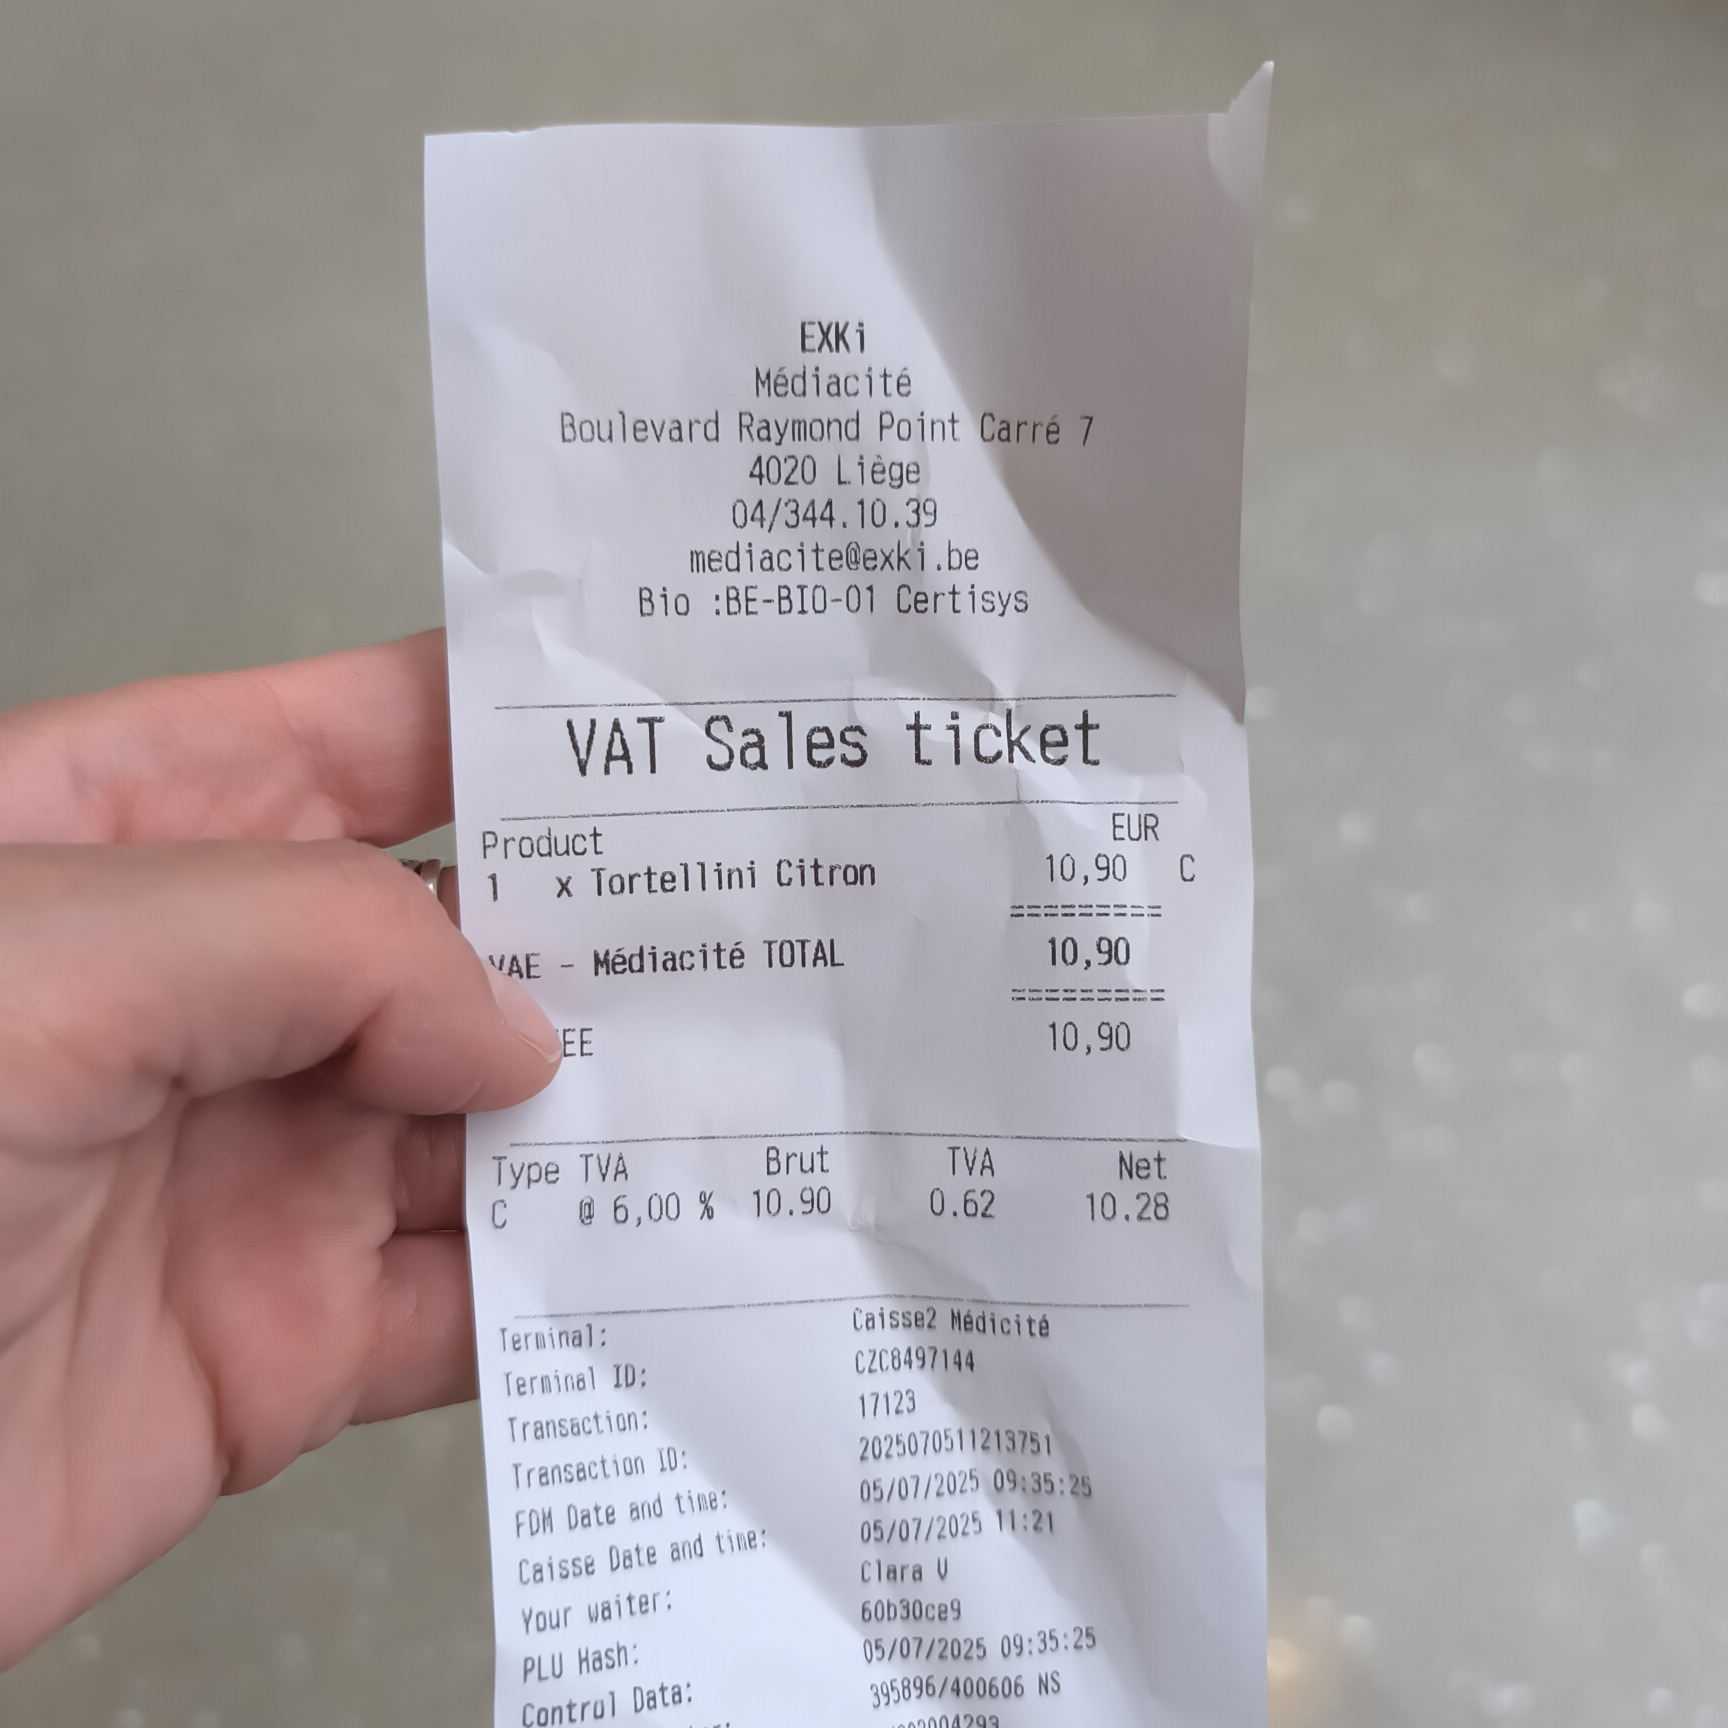 EXKi
Médiacité
Boulevard Raymond Point Carré 7
4020 Liège
04/344.10.39
mediacite@exki.be
Bio :BE-BIO-01 Certisys
VAT Sales ticket
Product EUR
1 x Tortellini Citron 10,90 C
=========
VAE - Médiacité TOTAL 10,90
=========
EE 10,90
Type TVA Brut TVA Net
C @ 6,00 % 10.90 0.62 10.28
Terminal: Caisse2 Médicité
Terminal ID: CZC8497144
Transaction: 17123
Transaction ID: 2025070511213751
FDM Date and time: 05/07/2025 09:35:25
Caisse Date and time: 05/07/2025 11:21
Your waiter: Clara V
PLU Hash: 60b30ce9
Control Data: 05/07/2025 09:35:25
395896/400606 NS